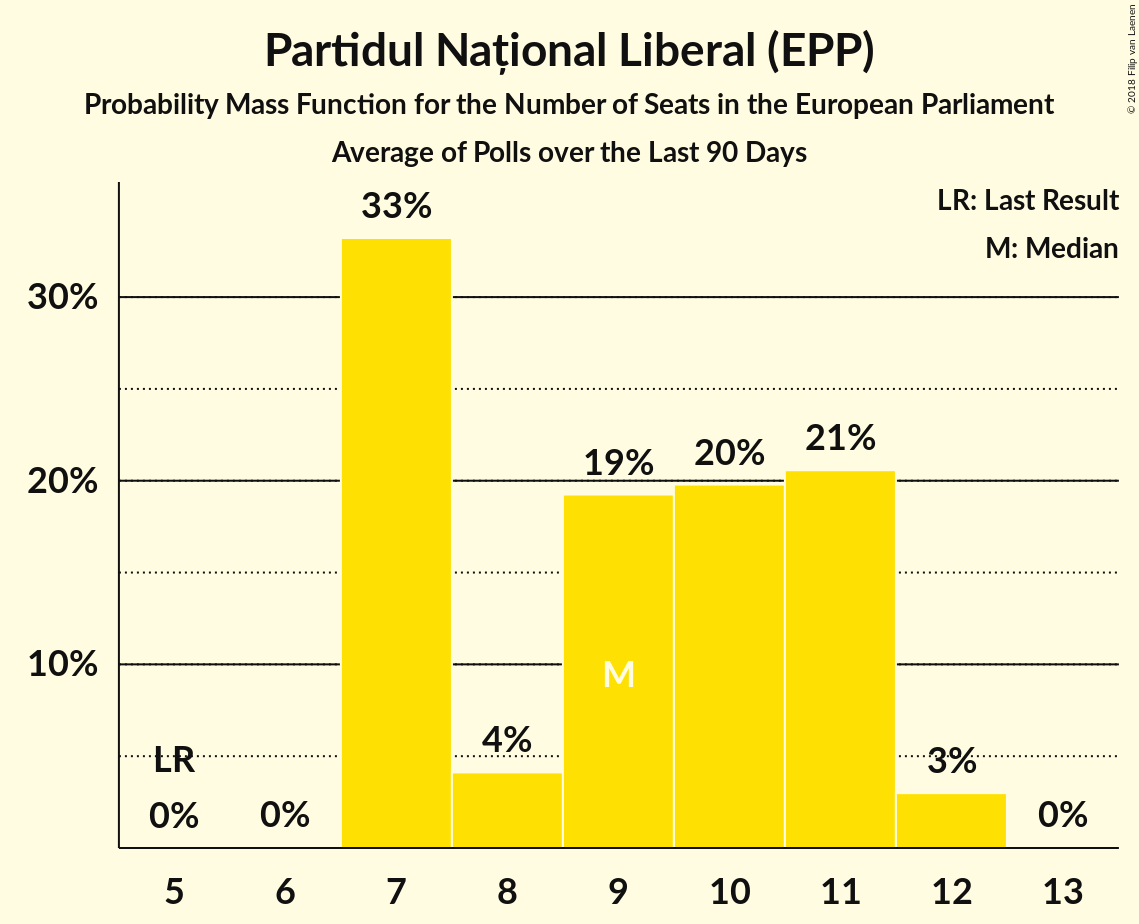 Partidul Național Liberal (EPP)
Probability Mass Function for the Number of Seats in the European Parliament
Average of Polls over the Last 90 Days
© 2018 Filip van Laenen
LR: Last Result
M: Median
33%
30%
21%
20%
19%
20%
10%
M
4%
LR
3%
0%
0%
0%
5 6 7 8 9 10 11 12 13